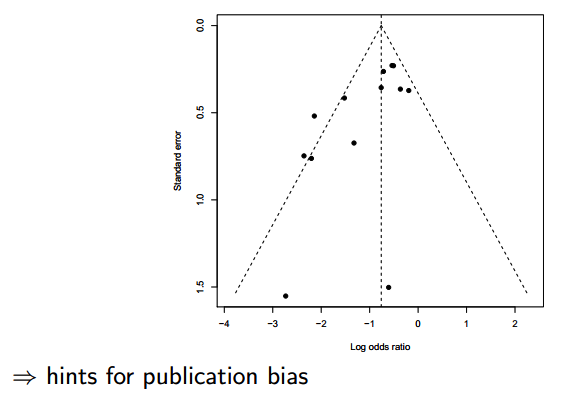 0.0
0.5
1.0
1.5
Standard error
−4 −3 −2 −1 0 1 2
Log odds ratio
⇒ hints for publication bias